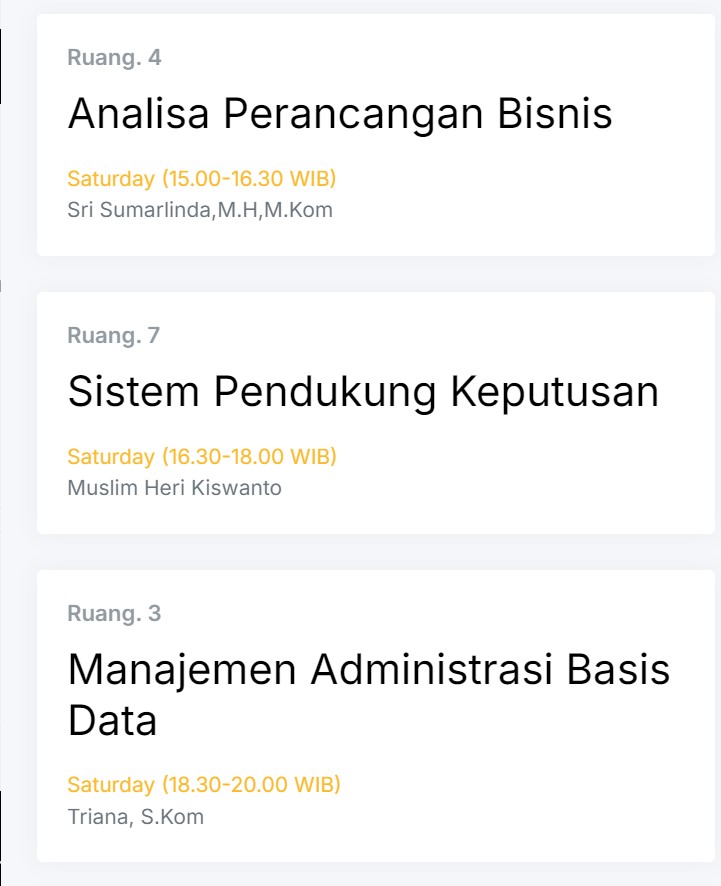 Ruang. 4
Analisa Perancangan Bisnis
Saturday (15.00-16.30 WIB)
Sri Sumarlinda,M.H,M.Kom
Ruang. 7
Sistem Pendukung Keputusan
Saturday (16.30-18.00 WIB)
Muslim Heri Kiswanto
Ruang. 3
Manajemen Administrasi Basis
Data
Saturday (18.30-20.00 WIB)
Triana, S.Kom